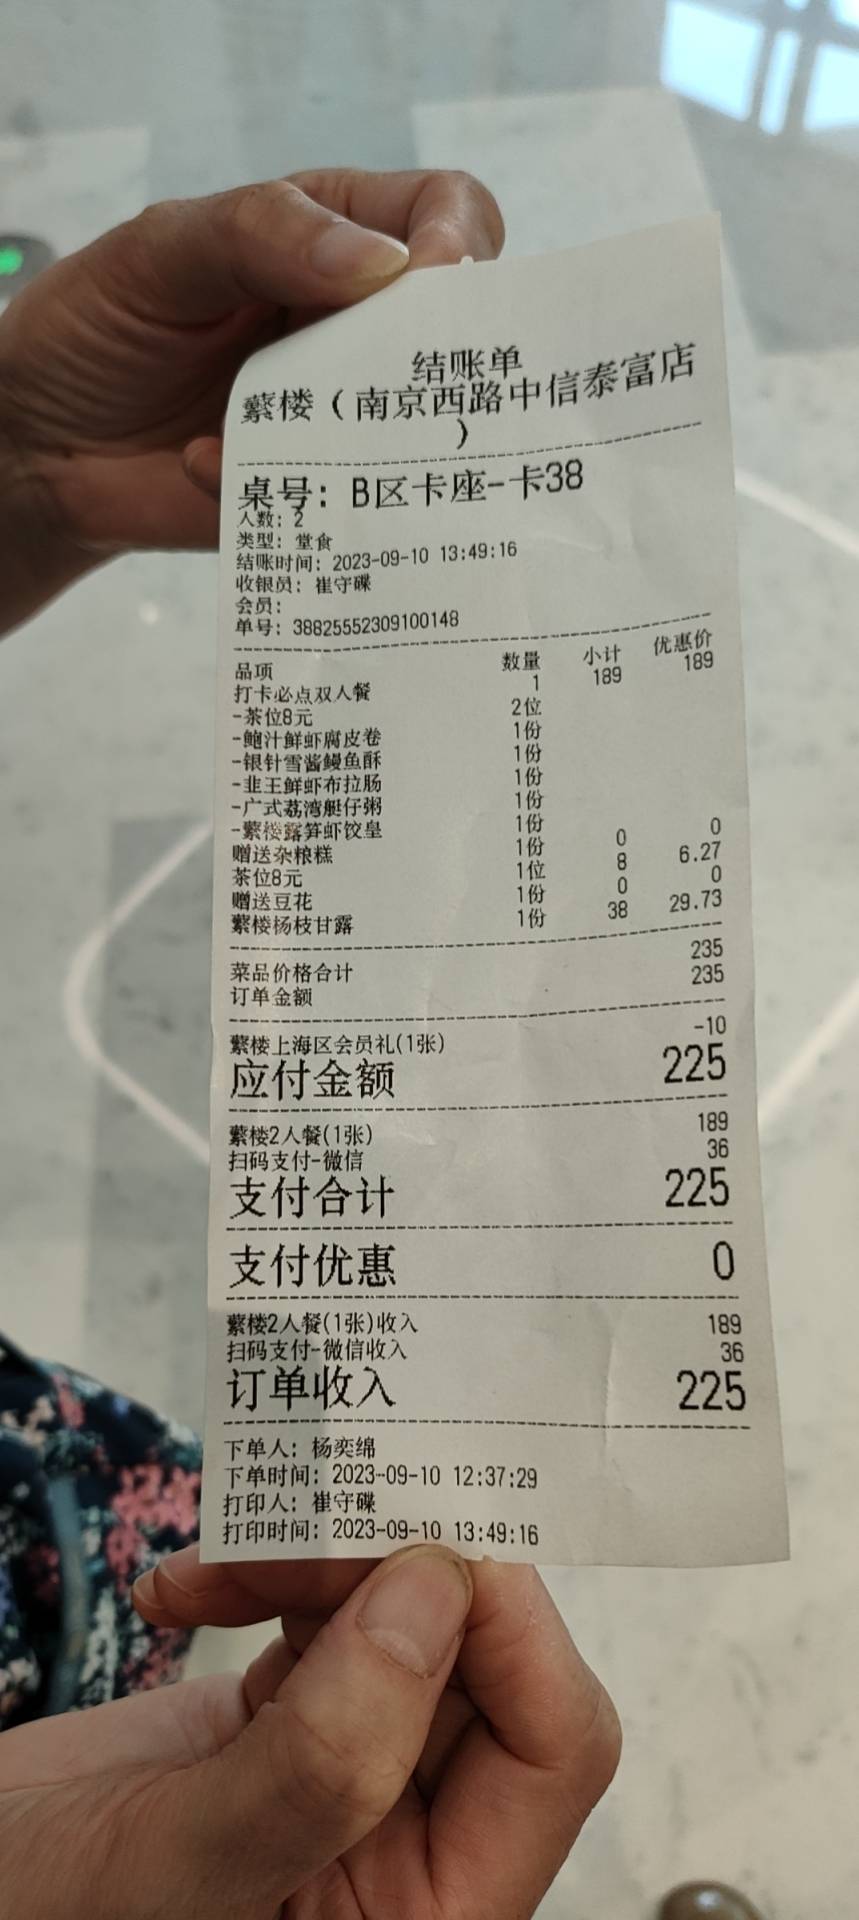 结账单
蘩楼（南京西路中信泰富店
）
桌号: B区卡座-卡38
人数: 2
类型: 堂食
结账时间: 2023-09-10 13:49:16
收银员: 崔守碟
会员:
单号: 38825552309100148
品项 数量 小计 优惠价
打卡必点双人餐 1 189 189
-茶位8元 2位
-鲍汁鲜虾腐皮卷 1份
-银针雪酱鳗鱼酥 1份
-韭王鲜虾布拉肠 1份
-广式荔湾艇仔粥 1份
-蘩楼露笋虾饺皇 1份
赠送杂粮糕 1份 0 0
茶位8元 1位 8 6.27
赠送豆花 1份 0 0
蘩楼杨枝甘露 1份 38 29.73
菜品价格合计 235
订单金额 235
蘩楼上海区会员礼(1张) -10
应付金额 225
蘩楼2人餐(1张) 189
扫码支付-微信 36
支付合计 225
支付优惠 0
蘩楼2人餐(1张)收入 189
扫码支付-微信收入 36
订单收入 225
下单人: 杨奕绵
下单时间: 2023-09-10 12:37:29
打印人: 崔守碟
打印时间: 2023-09-10 13:49:16